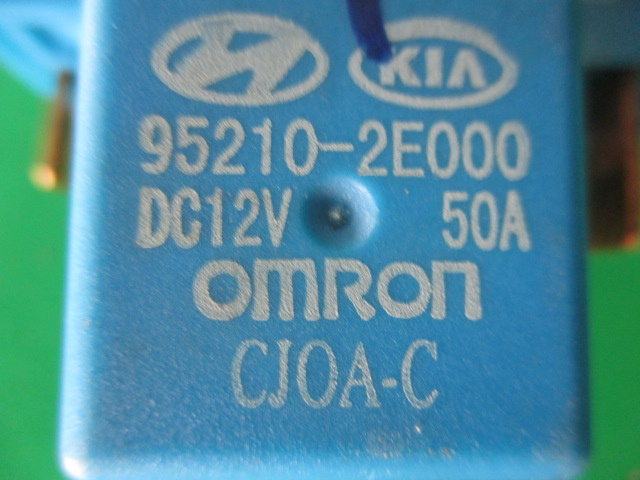 KIA
95210-2E000
DC12V 50A
OMRON
CJOA-C